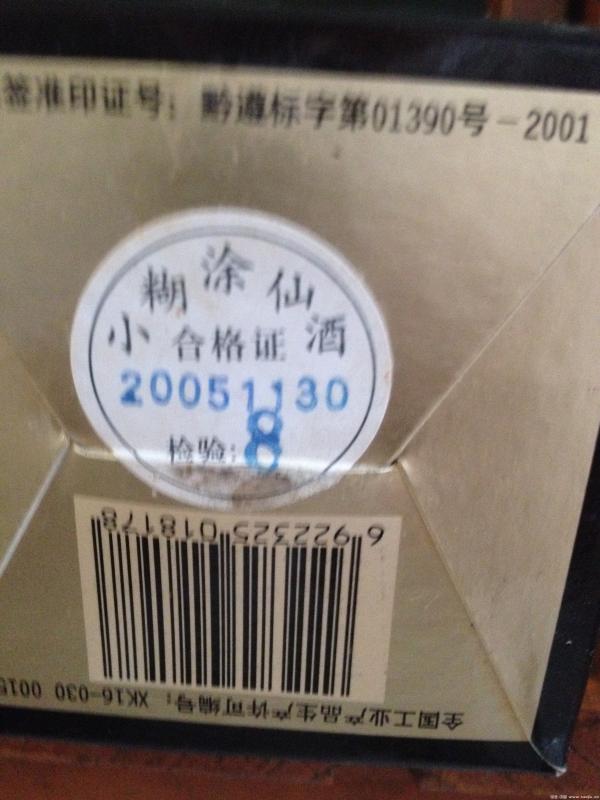 签准印证号：黔遵标字第01390号－2001
小糊涂仙酒
合格证
20051130
检验：8
6 922325 018178
全国工业产品生产许可编号：XK16-030 0015